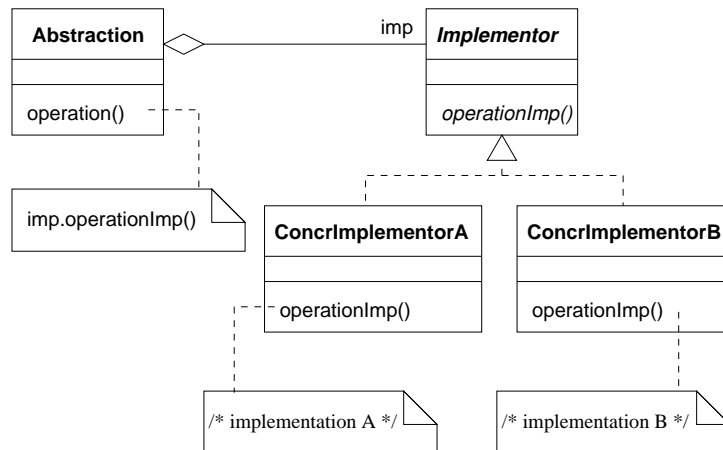 Abstraction
imp
Implementor
operation()
operationImp()
imp.operationImp()
ConcrImplementorA
ConcrImplementorB
operationImp()
operationImp()
/* implementation A */
/* implementation B */